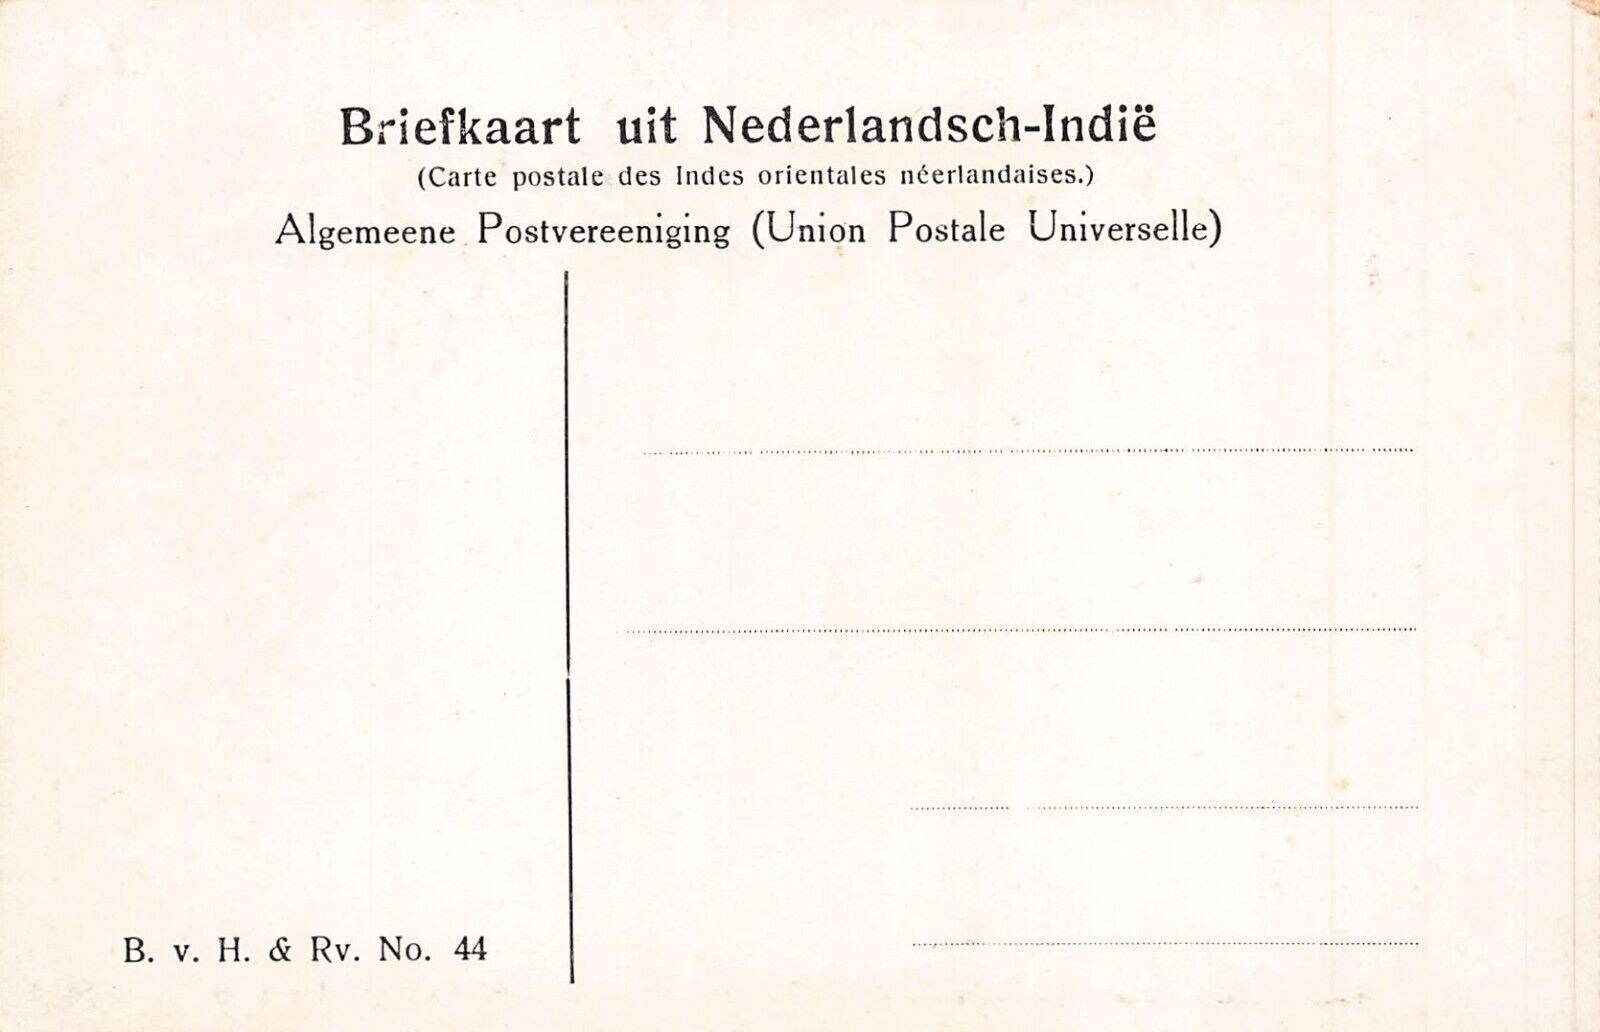 Briefkaart uit Nederlandsch-Indië
(Carte postale des Indes orientales néerlandaises.)
Algemeene Postvereeniging (Union Postale Universelle)
B. v. H. & Rv. No. 44